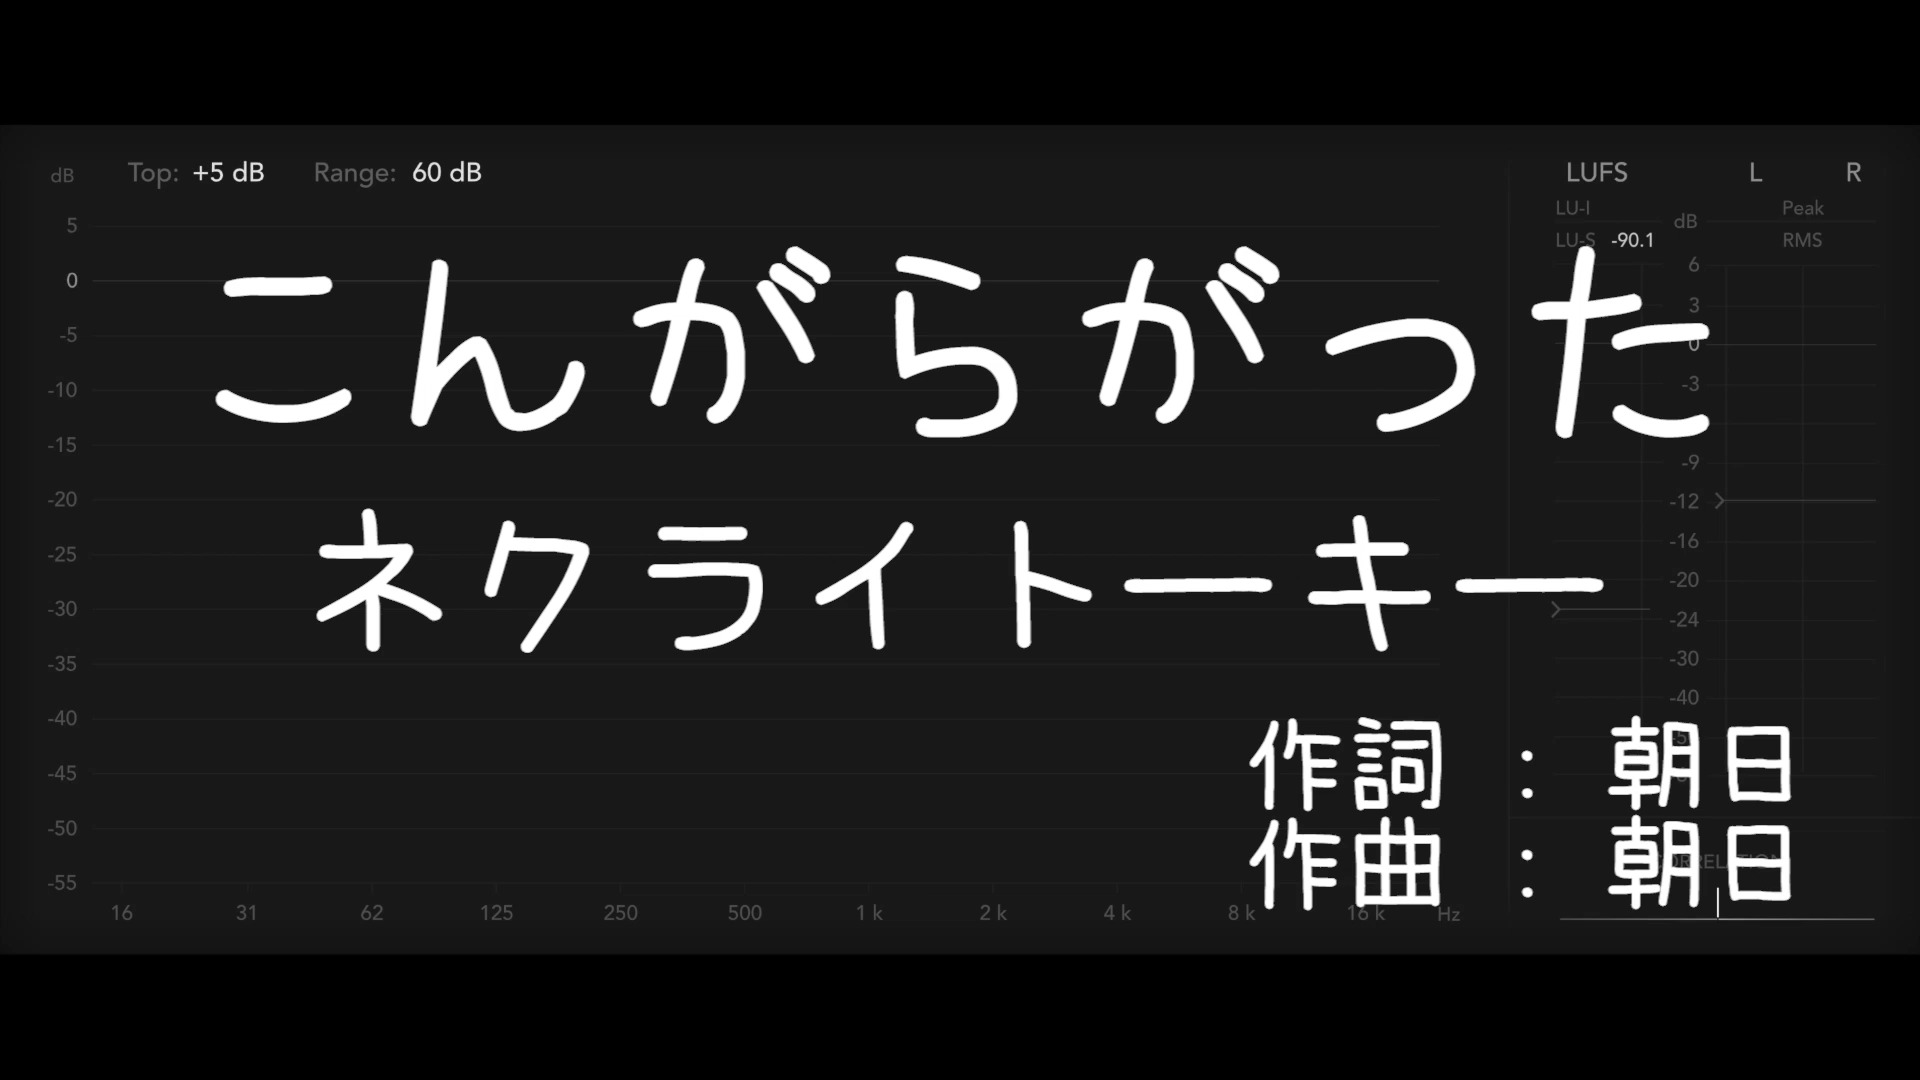 dB Top: +5 dB Range: 60 dB LUFS L R
LU-I dB Peak
LU-S -90.1 RMS
こんがらがった
ネクライトーキー
作詞 : 朝日
作曲 : 朝日
5
0
-5
-10
-15
-20
-25
-30
-35
-40
-45
-50
-55
16 31 62 125 250 500 1 k 2 k 4 k 8 k 16 k Hz
6
3
0
-3
-9
-12
-16
-20
-24
-30
-40
CORRELATION